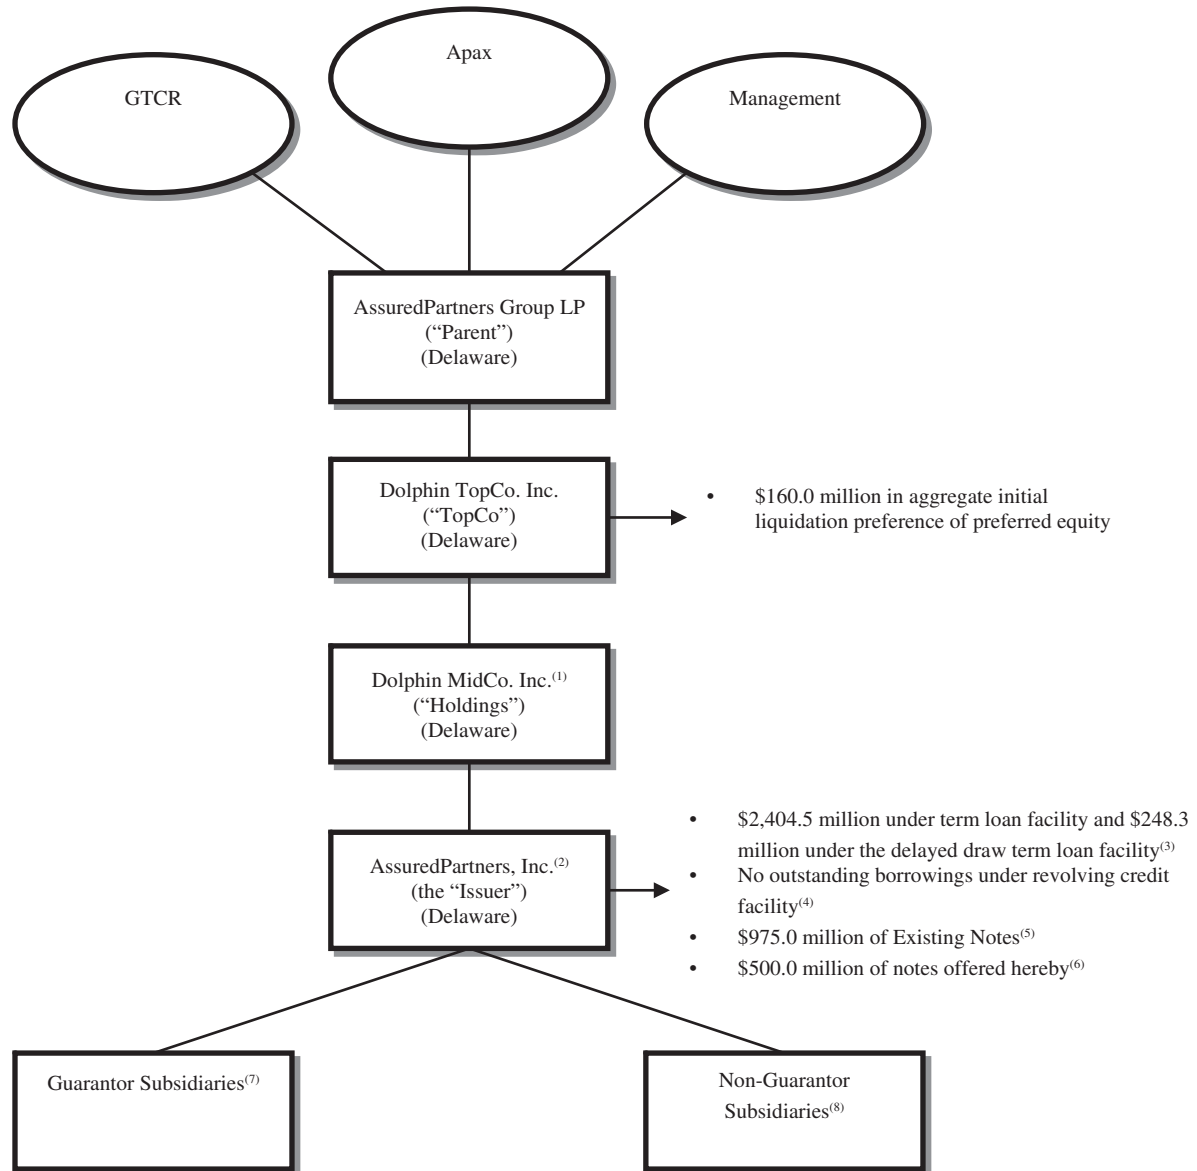 Apax
GTCR
Management
AssuredPartners Group LP
(“Parent”)
(Delaware)
Dolphin TopCo. Inc.
(“TopCo”)
(Delaware)
• $160.0 million in aggregate initial
liquidation preference of preferred equity
Dolphin MidCo. Inc.(1)
(“Holdings”)
(Delaware)
AssuredPartners, Inc.(2)
(the “Issuer”)
(Delaware)
• $2,404.5 million under term loan facility and $248.3
million under the delayed draw term loan facility(3)
• No outstanding borrowings under revolving credit
facility(4)
• $975.0 million of Existing Notes(5)
• $500.0 million of notes offered hereby(6)
Guarantor Subsidiaries(7)
Non-Guarantor
Subsidiaries(8)